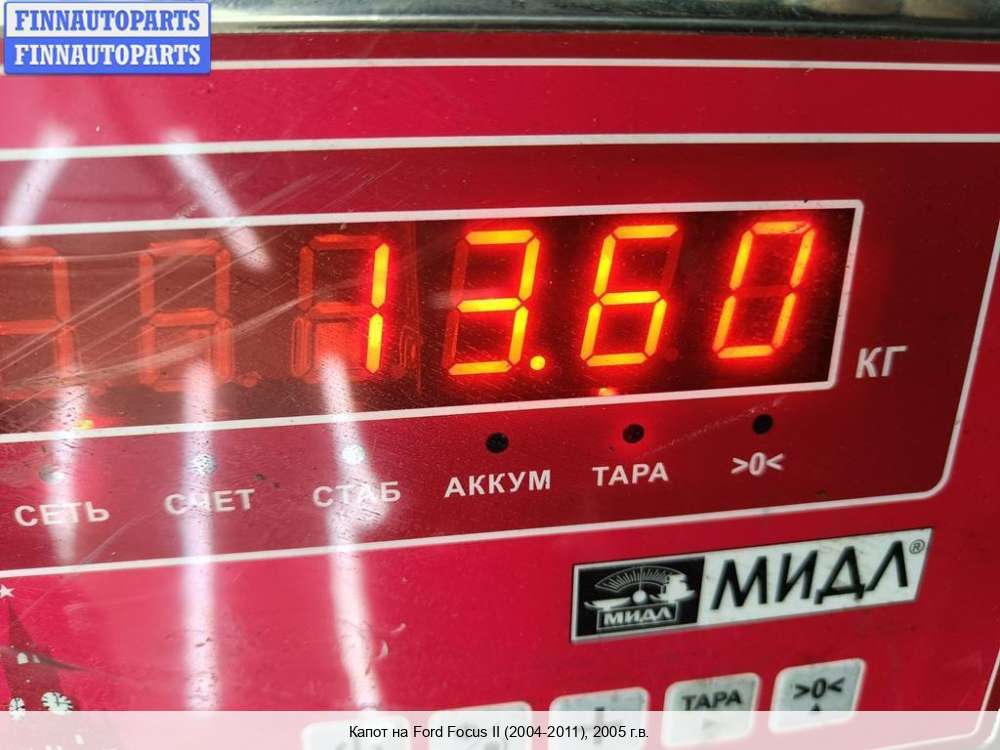 FINNAUTOPARTS
FINNAUTOPARTS
13.60
КГ
СЕТЬ СЧЕТ СТАБ АККУМ ТАРА >0<
МИДЛ МИДЛ®
ТАРА >0<
Капот на Ford Focus II (2004-2011), 2005 г.в.